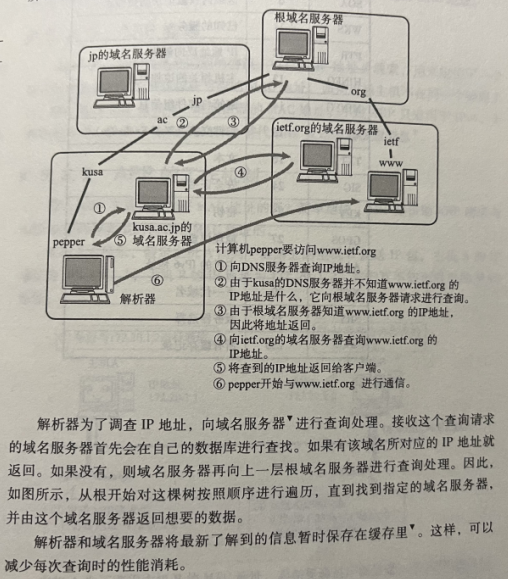 根域名服务器
jp的域名服务器
jp
org
ac
②
③
ietf.org的域名服务器
ietf
www
④
kusa
①
kusa.ac.jp的
域名服务器
⑤
pepper
⑥
解析器
计算机pepper要访问www.ietf.org
① 向DNS服务器查询IP地址。
② 由于kusa的DNS服务器并不知道www.ietf.org 的
IP地址是什么，它向根域名服务器请求进行查询。
③ 由于根域名服务器知道www.ietf.org 的IP地址，
因此将地址返回。
④ 向ietf.org的域名服务器查询www.ietf.org 的
IP地址。
⑤ 将查到的IP地址返回给客户端。
⑥ pepper开始与www.ietf.org 进行通信。
解析器为了调查 IP 地址，向域名服务器▼进行查询处理。接收这个查询请求
的域名服务器首先会在自己的数据库进行查找。如果有该域名所对应的 IP 地址就
返回。如果没有，则域名服务器再向上一层根域名服务器进行查询处理。因此，
如图所示，从根开始对这棵树按照顺序进行遍历，直到找到指定的域名服务器，
并由这个域名服务器返回想要的数据。
解析器和域名服务器将最新了解到的信息暂时保存在缓存里▼。这样，可以
减少每次查询时的性能消耗。